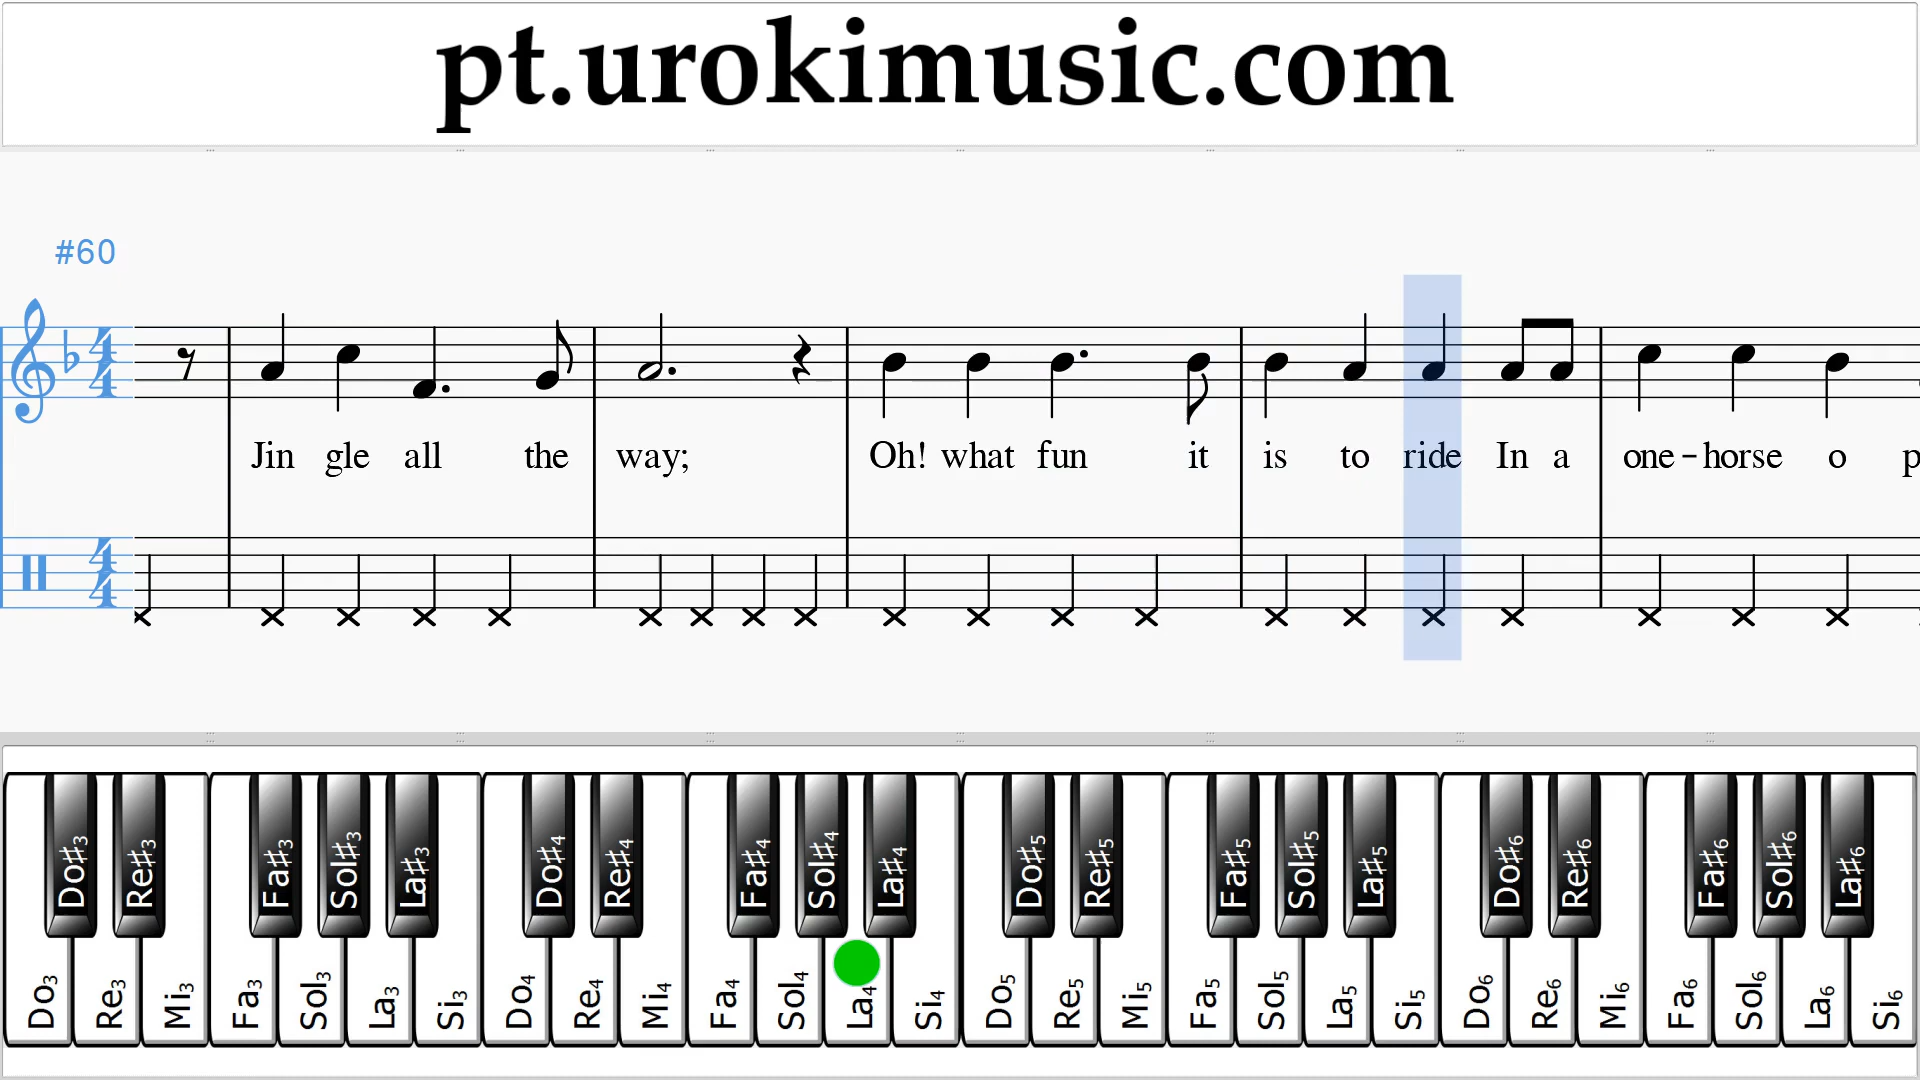 pt.urokimusic.com
#60
4 4
Jin gle all the way; Oh! what fun it is to ride In a one-horse o p
4 4
Do#3 Re#3 Fa#3 Sol#3 La#3 Do#4 Re#4 Fa#4 Sol#4 La#4 Do#5 Re#5 Fa#5 Sol#5 La#5 Do#6 Re#6 Fa#6 Sol#6 La#6
Do3 Re3 Mi3 Fa3 Sol3 La3 Si3 Do4 Re4 Mi4 Fa4 Sol4 La4 Si4 Do5 Re5 Mi5 Fa5 Sol5 La5 Si5 Do6 Re6 Mi6 Fa6 Sol6 La6 Si6